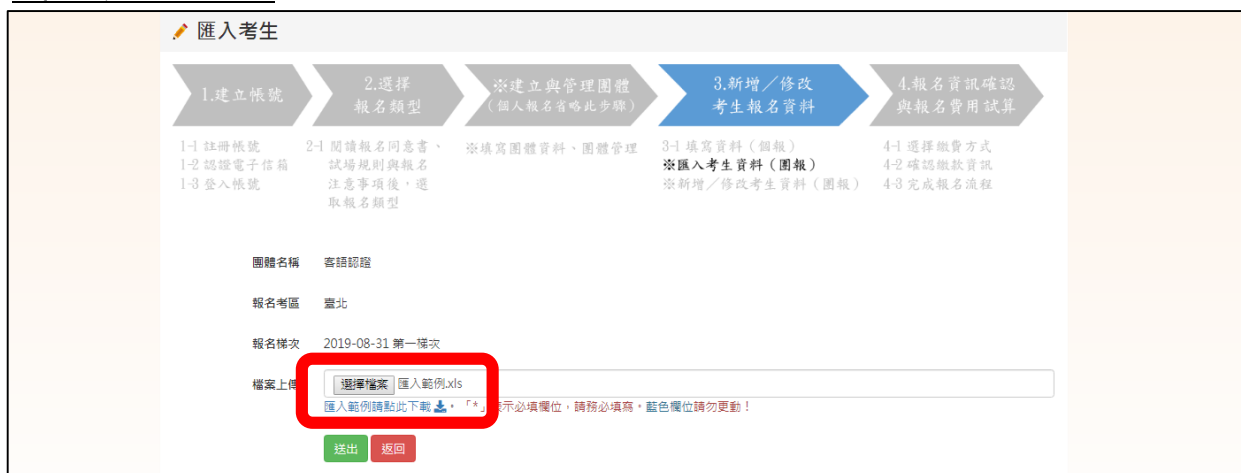 匯入考生
1.建立帳號
2.選擇
報名類型
※建立與管理團體
(個人報名省略此步驟)
3.新增／修改
考生報名資料
4.報名資訊確認
與報名費用試算
1-1 註冊帳號
1-2 認證電子信箱
1-3 登入帳號
2-1 閱讀報名同意書、
試場規則與報名
注意事項後，選
取報名類型
※填寫團體資料、團體管理
3-1 填寫資料（個報）
※匯入考生資料（團報）
※新增／修改考生資料（團報）
4-1 選擇繳費方式
4-2 確認繳款資訊
4-3 完成報名流程
團體名稱 客語認證
報名考區 臺北
報名梯次 2019-08-31 第一梯次
檔案上傳 選擇檔案 匯入範例.xls
匯入範例請點此下載 。「*」表示必填欄位，請務必填寫。藍色欄位請勿更動！
送出 返回